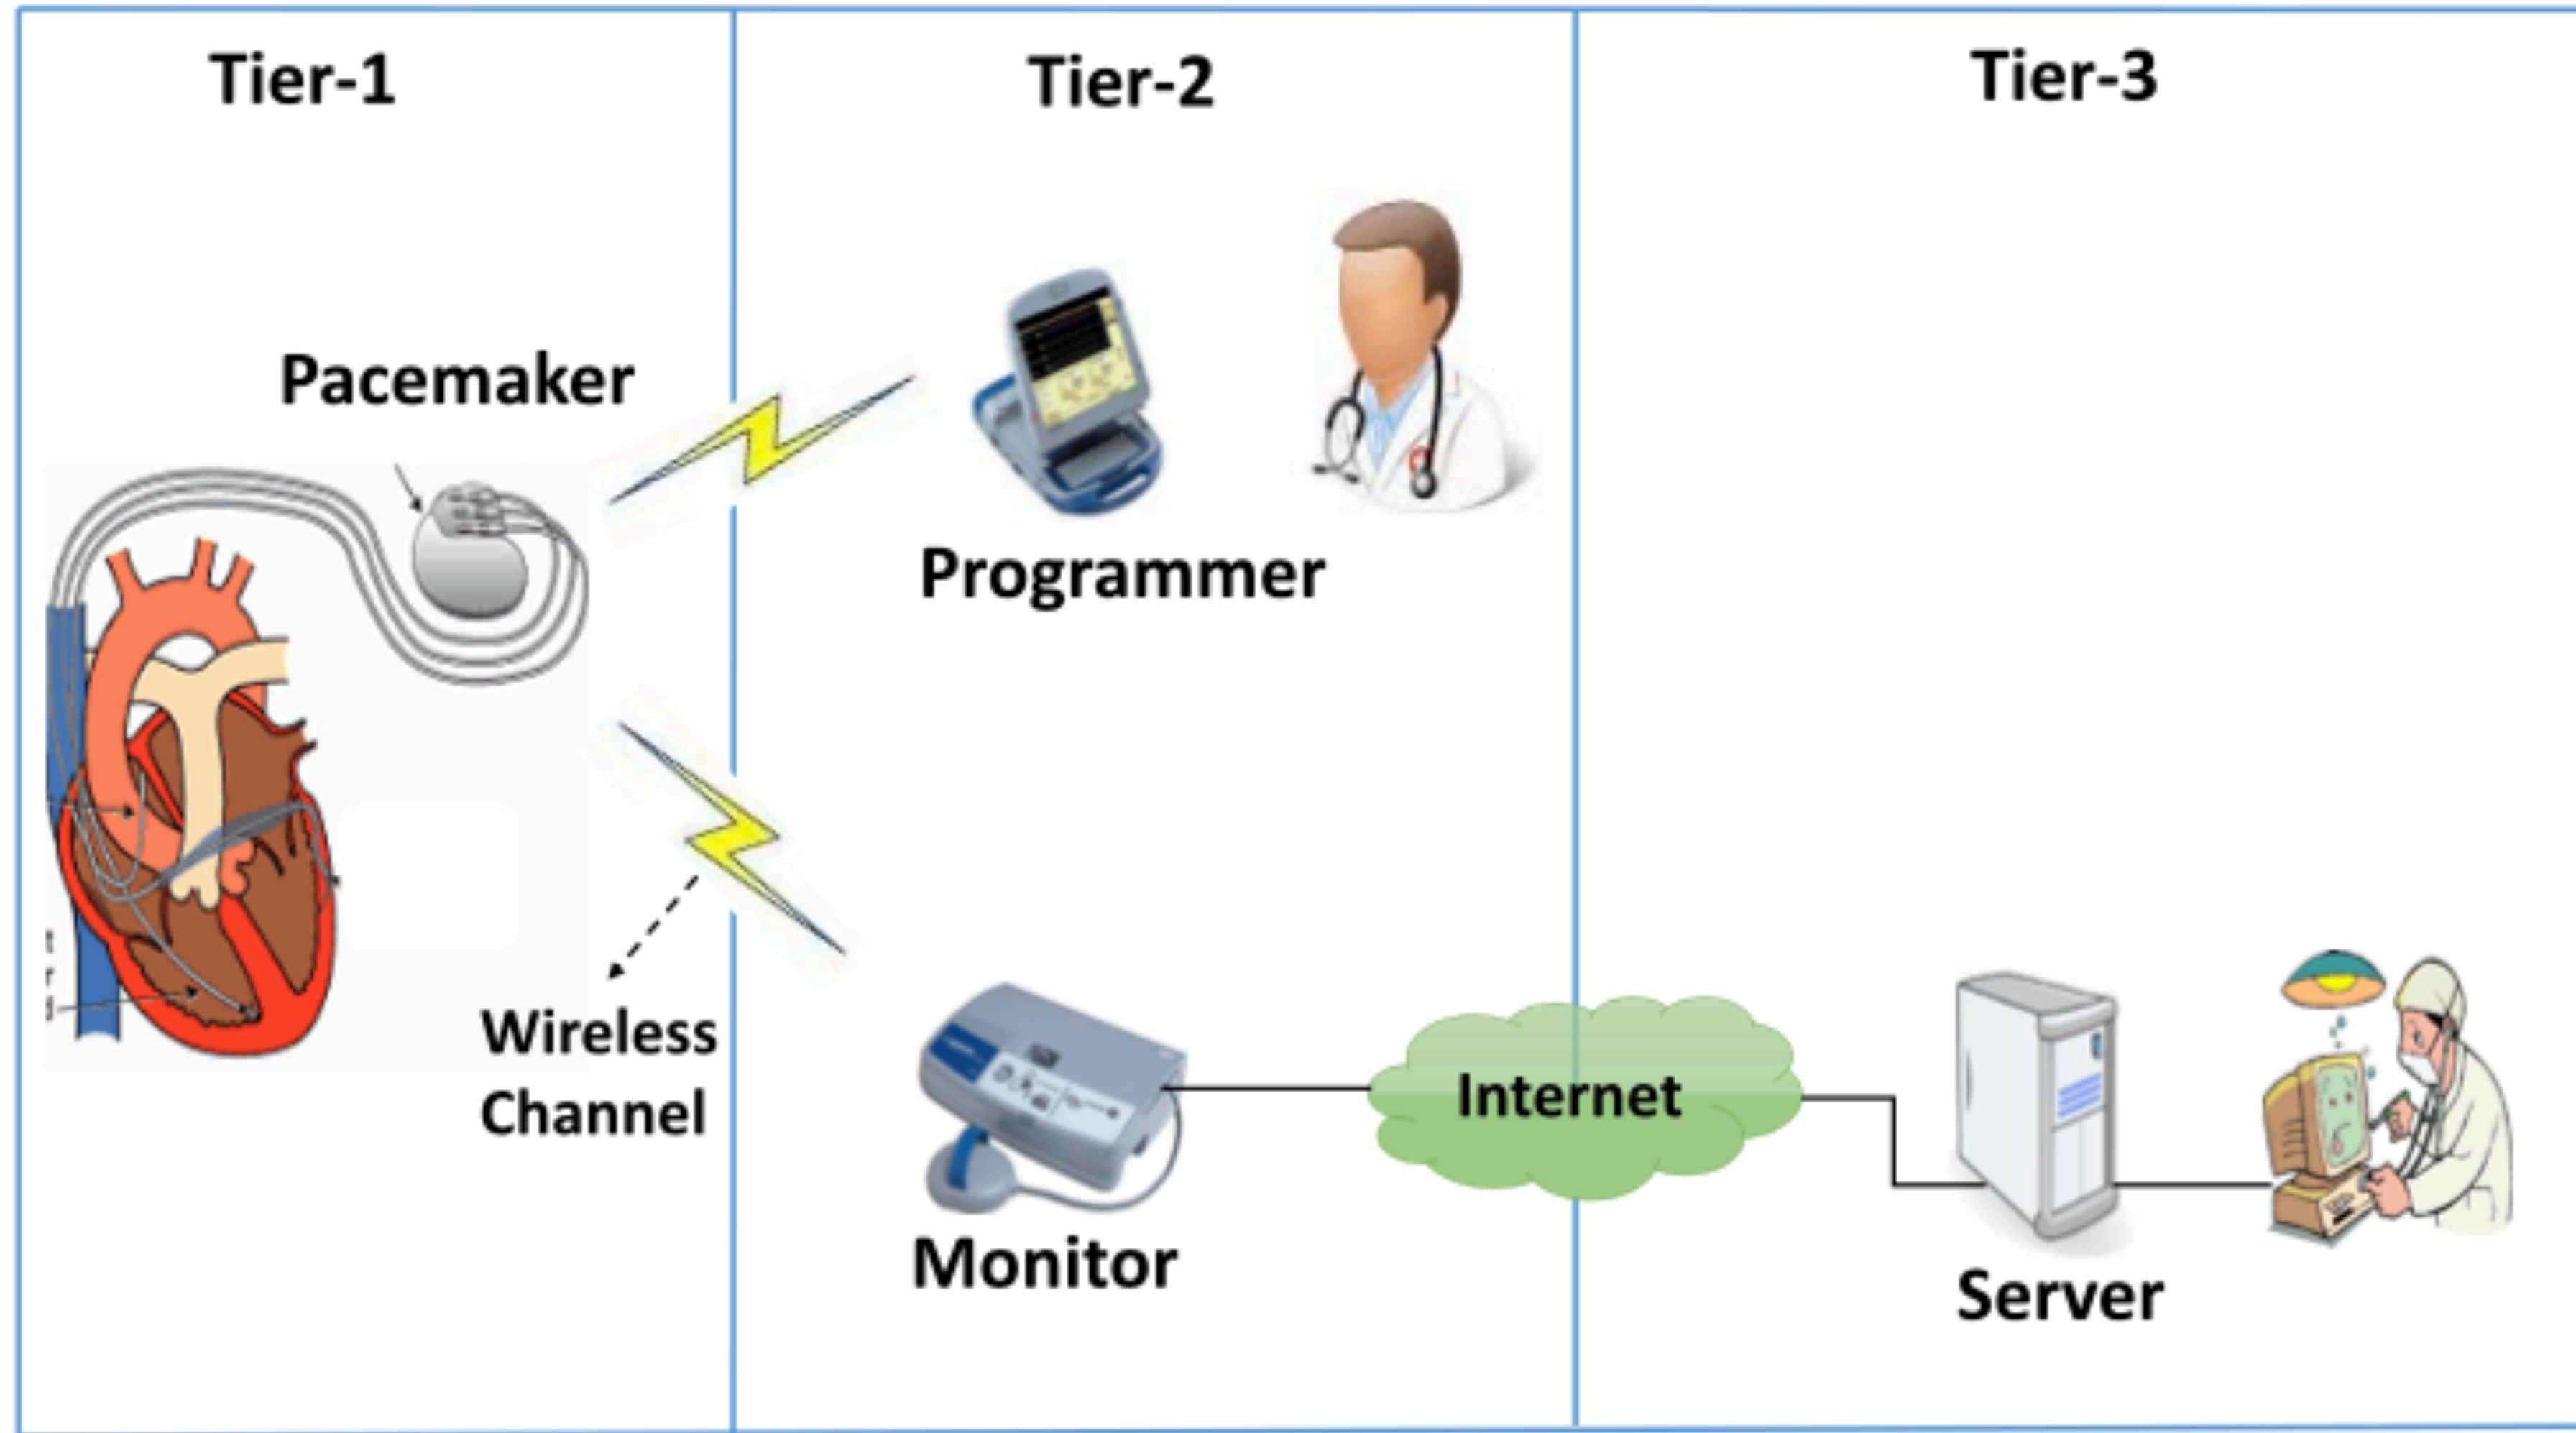 Tier-1
Tier-2
Tier-3
Pacemaker
Programmer
Wireless
Channel
Internet
Monitor
Server